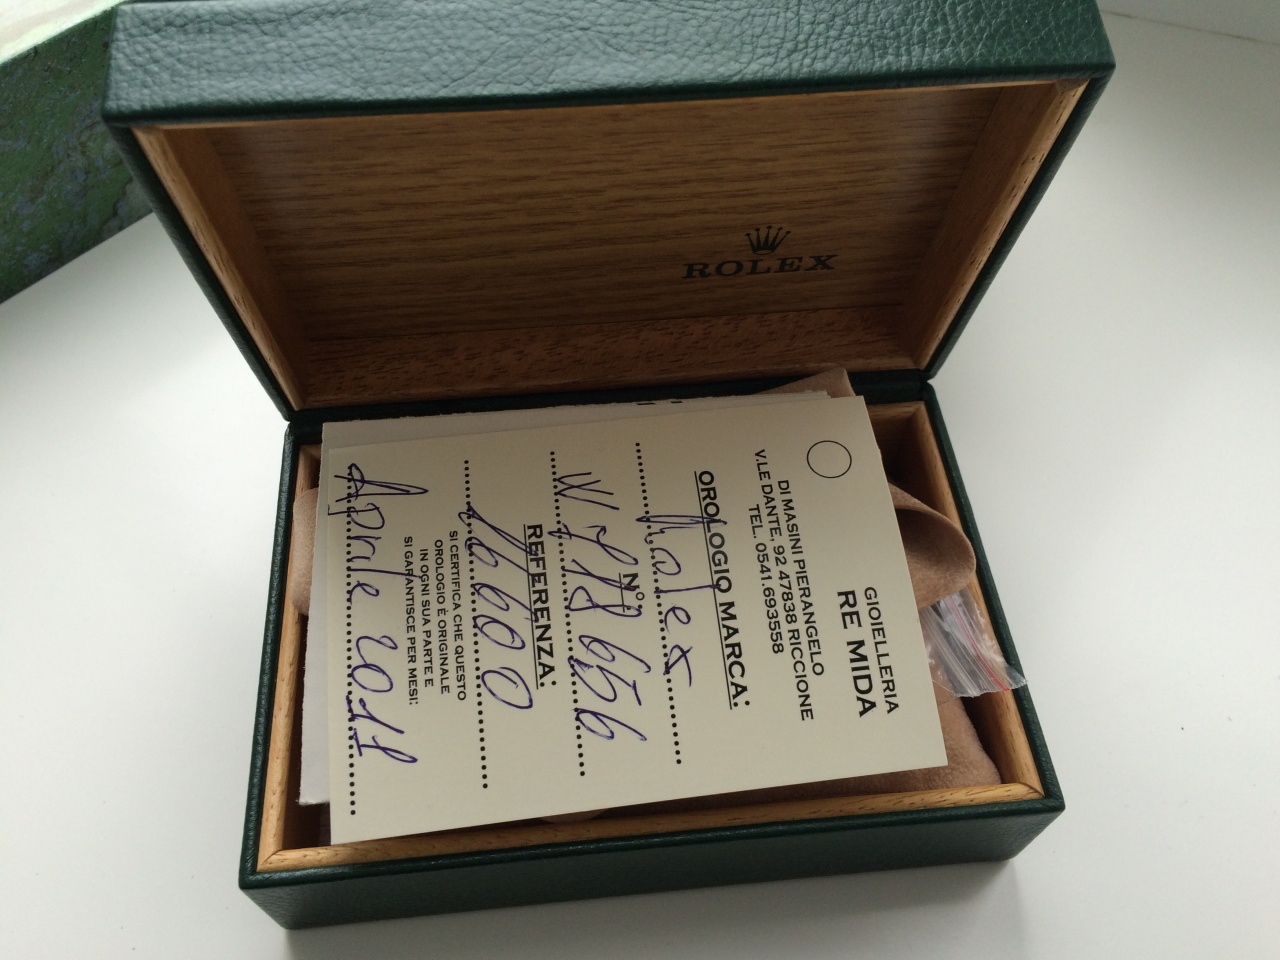 ROLEX
GIOIELLERIA
RE MIDA
DI MASINI PIERANGELO
V.LE DANTE, 92 47838 RICCIONE
TEL. 0541.693558
OROLOGIO MARCA:
Rolex
N°:
W778656
REFERENZA:
16600
SI CERTIFICA CHE QUESTO
OROLOGIO È ORIGINALE
IN OGNI SUA PARTE E
SI GARANTISCE PER MESI:
Aprile 2011